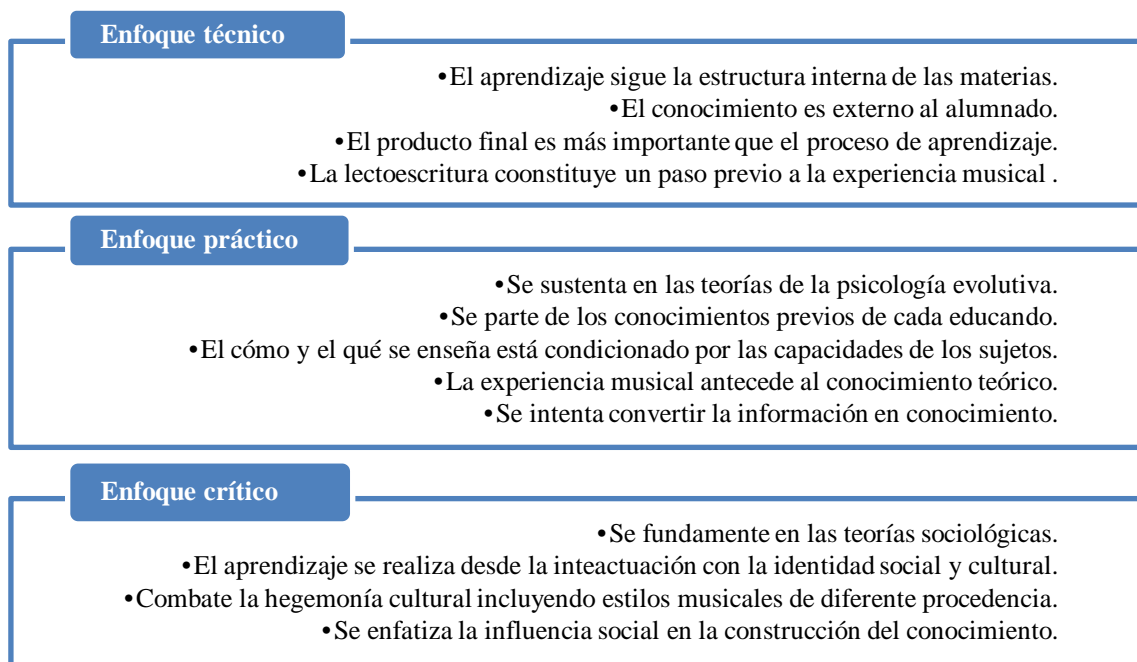 Enfoque técnico
•El aprendizaje sigue la estructura interna de las materias.
•El conocimiento es externo al alumnado.
•El producto final es más importante que el proceso de aprendizaje.
•La lectoescritura coonstituye un paso previo a la experiencia musical .
Enfoque práctico
•Se sustenta en las teorías de la psicología evolutiva.
•Se parte de los conocimientos previos de cada educando.
•El cómo y el qué se enseña está condicionado por las capacidades de los sujetos.
•La experiencia musical antecede al conocimiento teórico.
•Se intenta convertir la información en conocimiento.
Enfoque crítico
•Se fundamente en las teorías sociológicas.
•El aprendizaje se realiza desde la inteactuación con la identidad social y cultural.
•Combate la hegemonía cultural incluyendo estilos musicales de diferente procedencia.
•Se enfatiza la influencia social en la construcción del conocimiento.